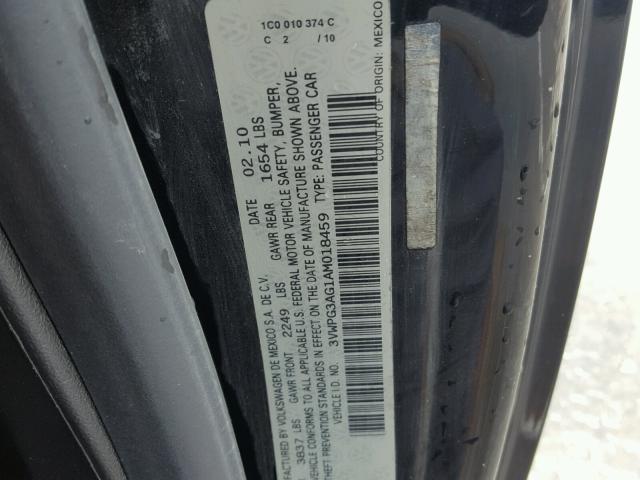 1C0 010 374 C
C 2 /10
DATE 02.10
FACTURED BY VOLKSWAGEN DE MEXICO S.A. DE C.V.
3837 LBS GAWR FRONT 2249 LBS GAWR REAR 1654 LBS
VEHICLE CONFORMS TO ALL APPLICABLE U.S. FEDERAL MOTOR VEHICLE SAFETY, BUMPER,
THEFT PREVENTION STANDARDS IN EFFECT ON THE DATE OF MANUFACTURE SHOWN ABOVE.
VEHICLE I.D. NO. 3VWPG3AG1AM018459 TYPE: PASSENGER CAR
COUNTRY OF ORIGIN: MEXICO